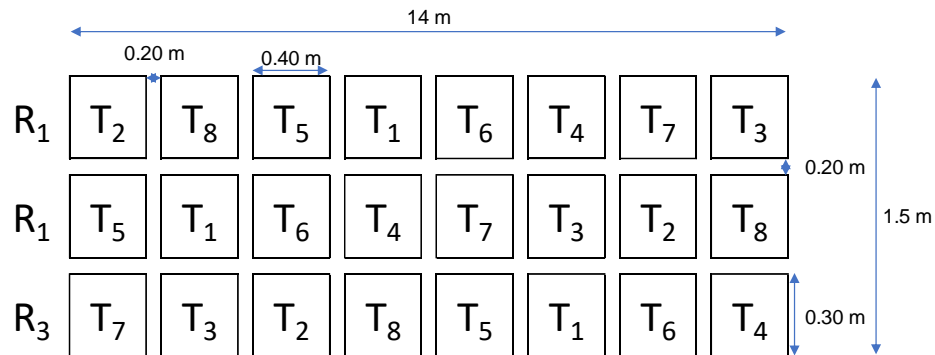 14 m
0.20 m 0.40 m
R₁ T₂ T₈ T₅ T₁ T₆ T₄ T₇ T₃
0.20 m
R₁ T₅ T₁ T₆ T₄ T₇ T₃ T₂ T₈
1.5 m
R₃ T₇ T₃ T₂ T₈ T₅ T₁ T₆ T₄
0.30 m